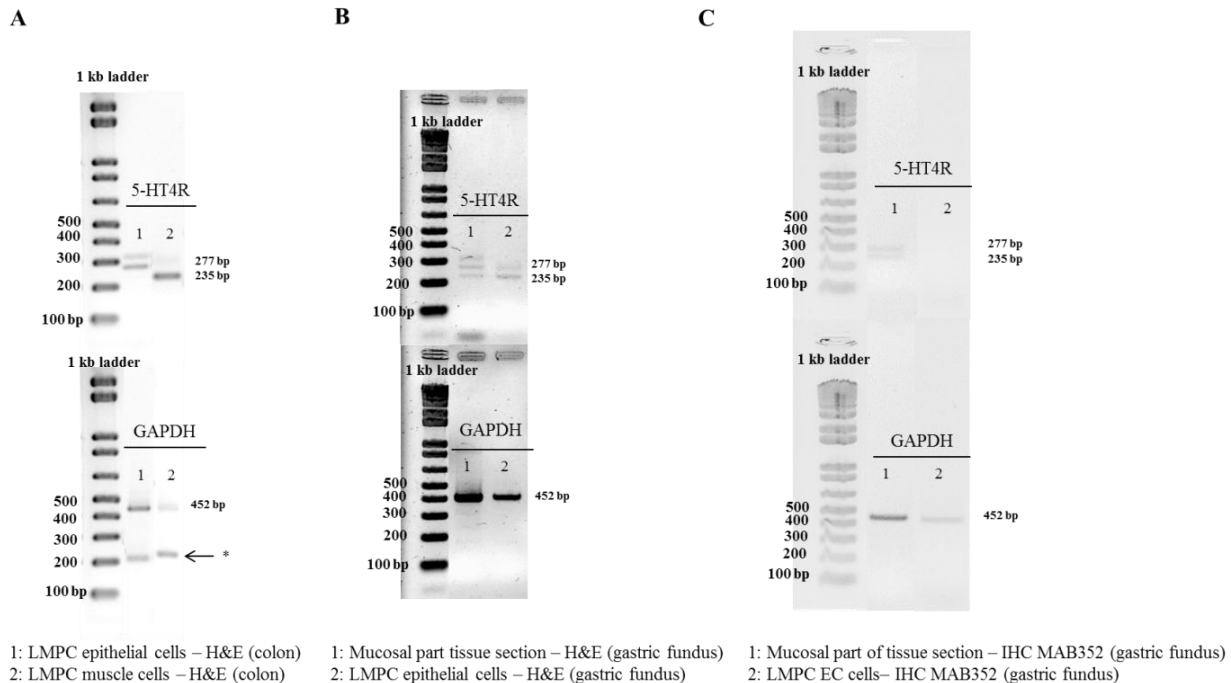 A
1 kb ladder
5-HT4R
1 2
500
400
300
200
100 bp
277 bp
235 bp
1 kb ladder
GAPDH
1 2
500
400
300
200
100 bp
452 bp
*
1: LMPC epithelial cells – H&E (colon)
2: LMPC muscle cells – H&E (colon)
B
1 kb ladder
5-HT4R
1 2
500
400
300
200
100 bp
277 bp
235 bp
1 kb ladder
GAPDH
1 2
500
400
300
200
100 bp
452 bp
1: Mucosal part tissue section – H&E (gastric fundus)
2: LMPC epithelial cells – H&E (gastric fundus)
C
1 kb ladder
5-HT4R
1 2
500
400
300
200
100 bp
277 bp
235 bp
1 kb ladder
GAPDH
1 2
500
400
300
200
100 bp
452 bp
1: Mucosal part of tissue section – IHC MAB352 (gastric fundus)
2: LMPC EC cells– IHC MAB352 (gastric fundus)